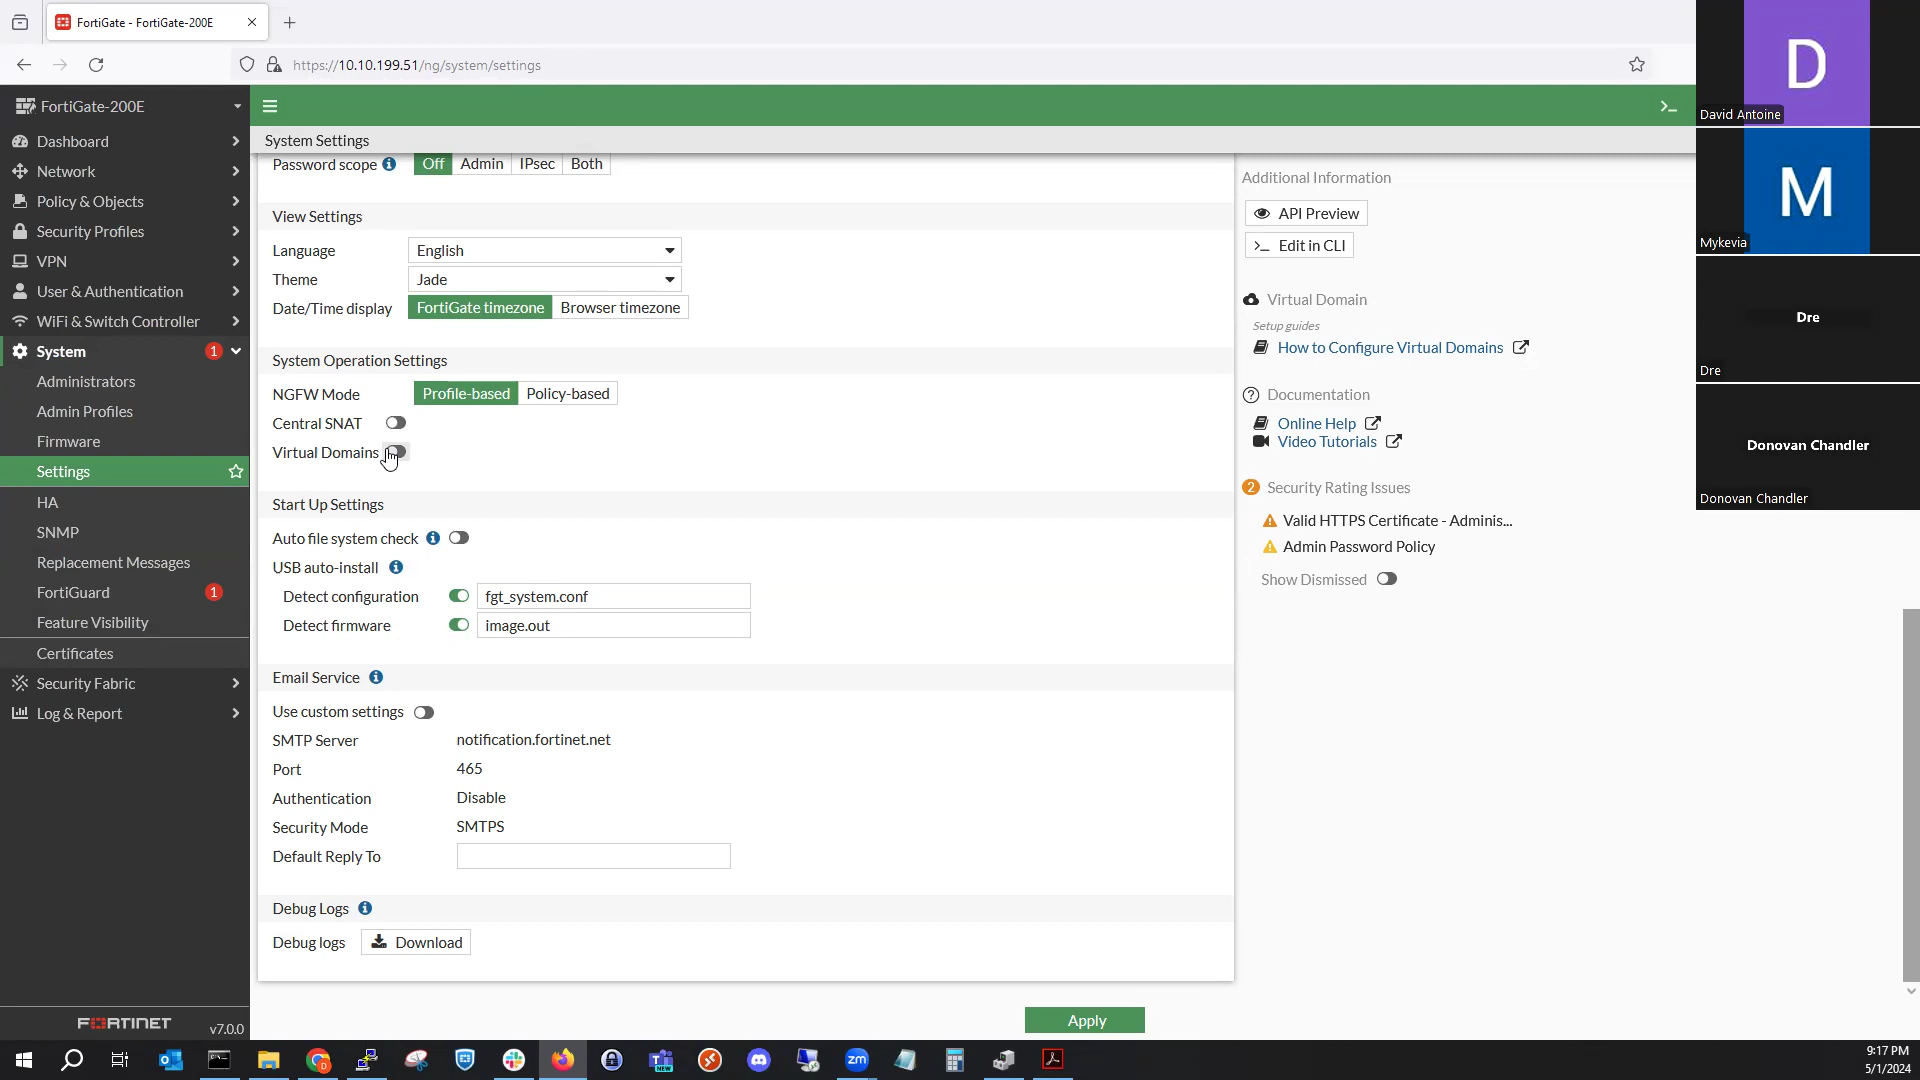 FortiGate - FortiGate-200E
https://10.10.199.51/ng/system/settings
FortiGate-200E
Dashboard
Network
Policy & Objects
Security Profiles
VPN
User & Authentication
WiFi & Switch Controller
System 1
Administrators
Admin Profiles
Firmware
Settings
HA
SNMP
Replacement Messages
FortiGuard 1
Feature Visibility
Certificates
Security Fabric
Log & Report
FORTINET v7.0.0
System Settings
Password scope Off Admin IPsec Both
View Settings
Language English
Theme Jade
Date/Time display FortiGate timezone Browser timezone
System Operation Settings
NGFW Mode Profile-based Policy-based
Central SNAT
Virtual Domains
Start Up Settings
Auto file system check
USB auto-install
Detect configuration fgt_system.conf
Detect firmware image.out
Email Service
Use custom settings
SMTP Server notification.fortinet.net
Port 465
Authentication Disable
Security Mode SMTPS
Default Reply To
Debug Logs
Debug logs Download
Apply
Additional Information
API Preview
>_ Edit in CLI
Virtual Domain
Setup guides
How to Configure Virtual Domains
Documentation
Online Help
Video Tutorials
2 Security Rating Issues
Valid HTTPS Certificate - Adminis...
Admin Password Policy
Show Dismissed
D
David Antoine
M
Mykevia
Dre
Dre
Donovan Chandler
Donovan Chandler
zm
NEW
9:17 PM
5/1/2024